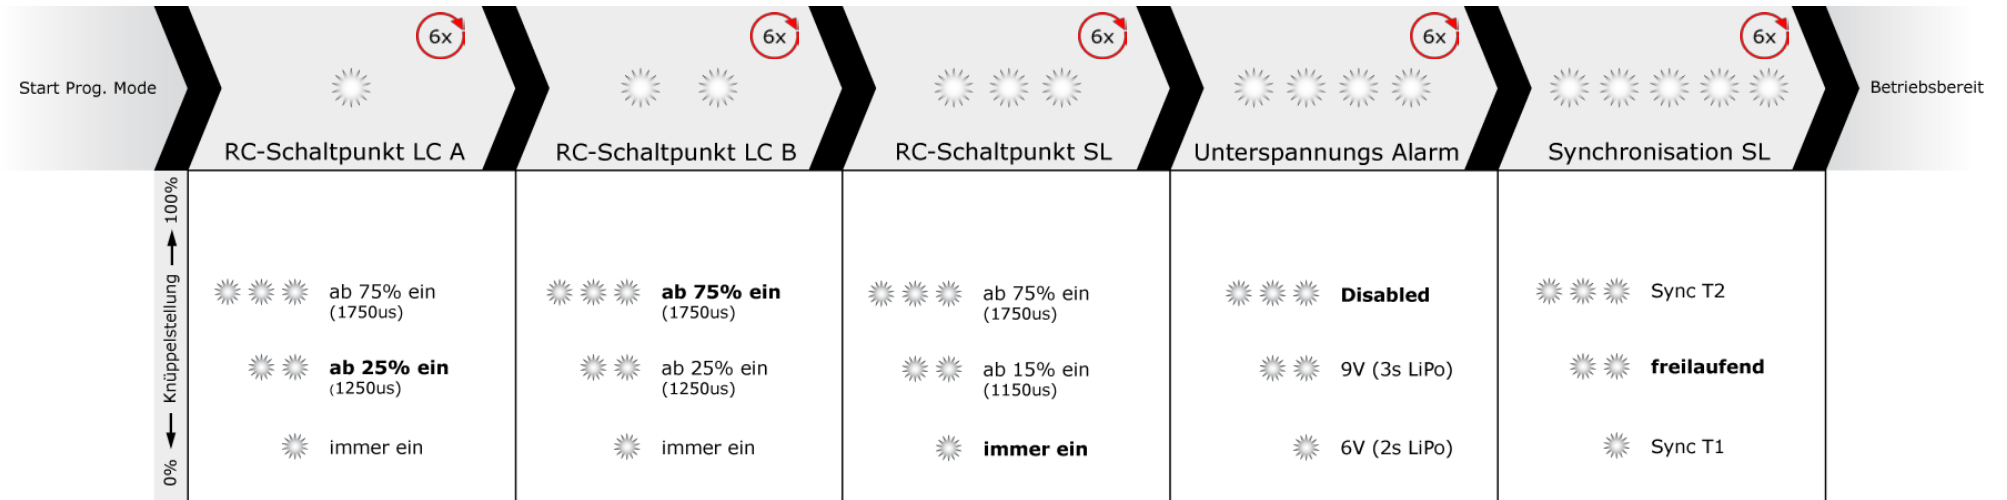 Start Prog. Mode
6x
RC-Schaltpunkt LC A
6x
RC-Schaltpunkt LC B
6x
RC-Schaltpunkt SL
6x
Unterspannungs Alarm
6x
Synchronisation SL
Betriebsbereit
0% Knüppelstellung 100%
ab 75% ein
(1750us)
ab 25% ein
(1250us)
immer ein
ab 75% ein
(1750us)
ab 25% ein
(1250us)
immer ein
ab 75% ein
(1750us)
ab 15% ein
(1150us)
immer ein
Disabled
9V (3s LiPo)
6V (2s LiPo)
Sync T2
freilaufend
Sync T1